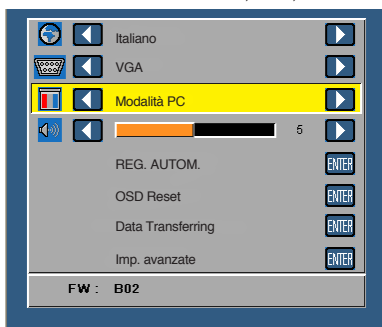 Italiano
VGA
Modalità PC
5
REG. AUTOM. ENTER
OSD Reset ENTER
Data Transferring ENTER
Imp. avanzate ENTER
FW : B02